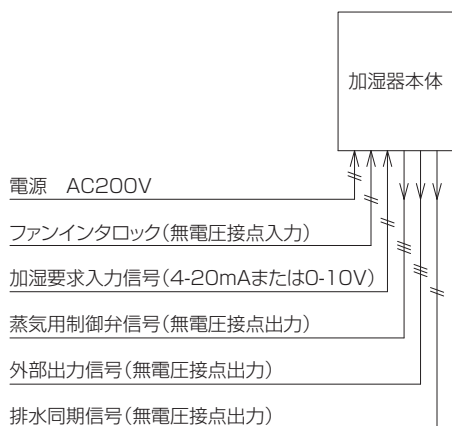 加湿器本体
電源　AC200V
ファンインタロック(無電圧接点入力)
加湿要求入力信号(4-20mAまたは0-10V)
蒸気用制御弁信号(無電圧接点出力)
外部出力信号(無電圧接点出力)
排水同期信号(無電圧接点出力)